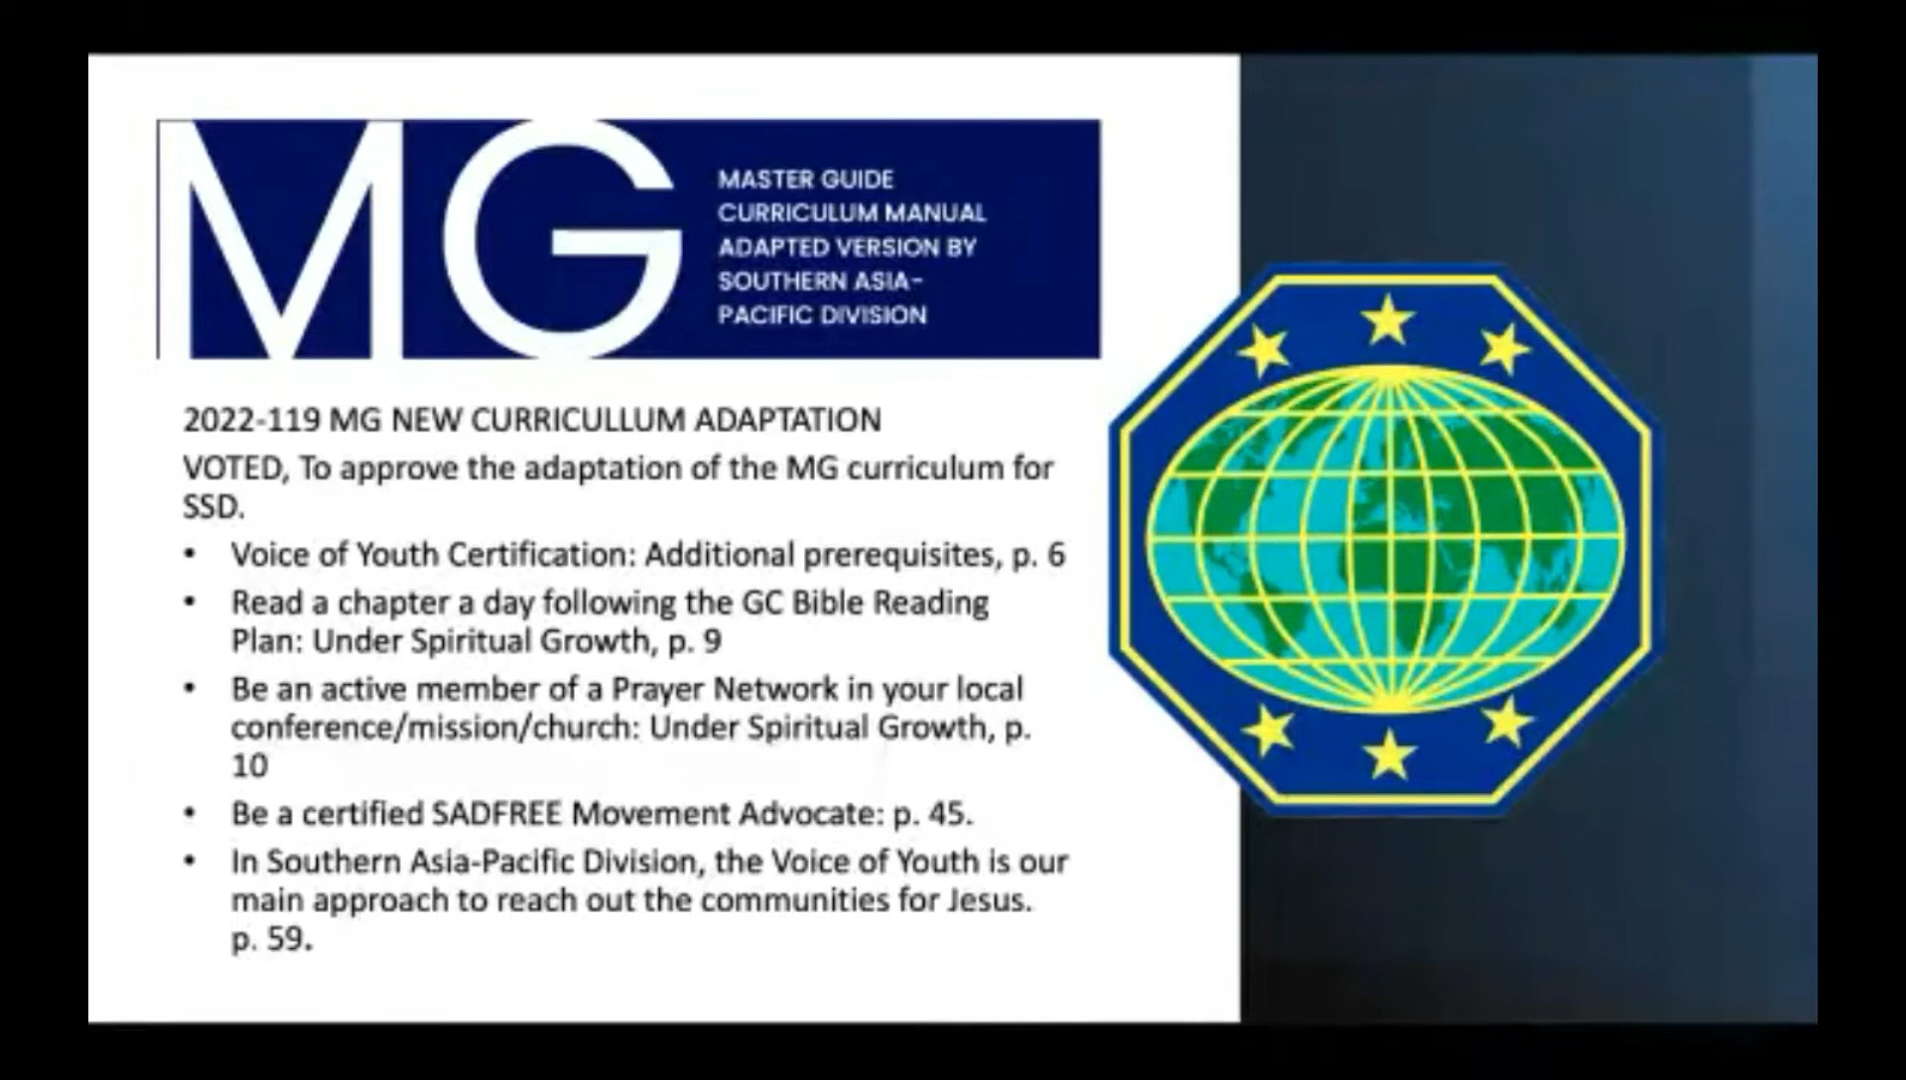 MG
MASTER GUIDE
CURRICULUM MANUAL
ADAPTED VERSION BY
SOUTHERN ASIA-
PACIFIC DIVISION
2022-119 MG NEW CURRICULLUM ADAPTATION
VOTED, To approve the adaptation of the MG curriculum for
SSD.
• Voice of Youth Certification: Additional prerequisites, p. 6
• Read a chapter a day following the GC Bible Reading
Plan: Under Spiritual Growth, p. 9
• Be an active member of a Prayer Network in your local
conference/mission/church: Under Spiritual Growth, p.
10
• Be a certified SADFREE Movement Advocate: p. 45.
• In Southern Asia-Pacific Division, the Voice of Youth is our
main approach to reach out the communities for Jesus.
p. 59.